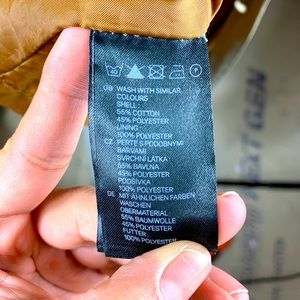 40 P
GB WASH WITH SIMILAR
COLOURS
SHELL:
55% COTTON
45% POLYESTER
LINING
100% POLYESTER
CZ PERTE S PODOBNÝMI
BARVAMI
SVRCHNÍ LÁTKA
55% BAVLNA
45% POLYESTER
PODŠÍVKA
100% POLYESTER
DE MIT ÄHNLICHEN FARBEN
WASCHEN
OBERMATERIAL
55% BAUMWOLLE
45% POLYESTER
FUTTER:
100% POLYESTER